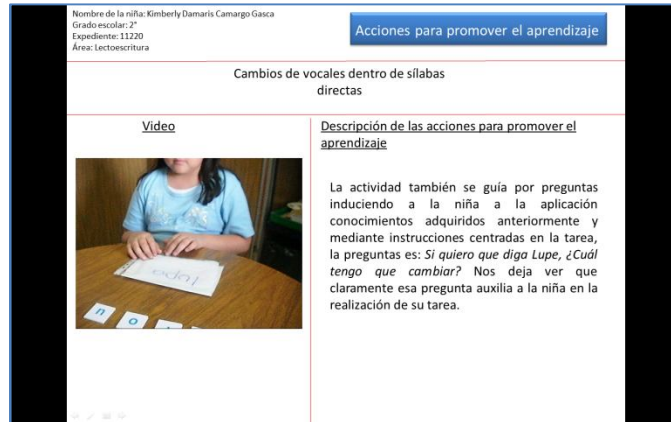 Nombre de la niña: Kimberly Damaris Camargo Gasca
Grado escolar: 2°
Expediente: 11220
Área: Lectoescritura
Acciones para promover el aprendizaje
Cambios de vocales dentro de sílabas
directas
Video
Descripción de las acciones para promover el
aprendizaje
La actividad también se guía por preguntas
induciendo a la niña a la aplicación
conocimientos adquiridos anteriormente y
mediante instrucciones centradas en la tarea,
la preguntas es: Si quiero que diga Lupe, ¿Cuál
tengo que cambiar? Nos deja ver que
claramente esa pregunta auxilia a la niña en la
realización de su tarea.
n o